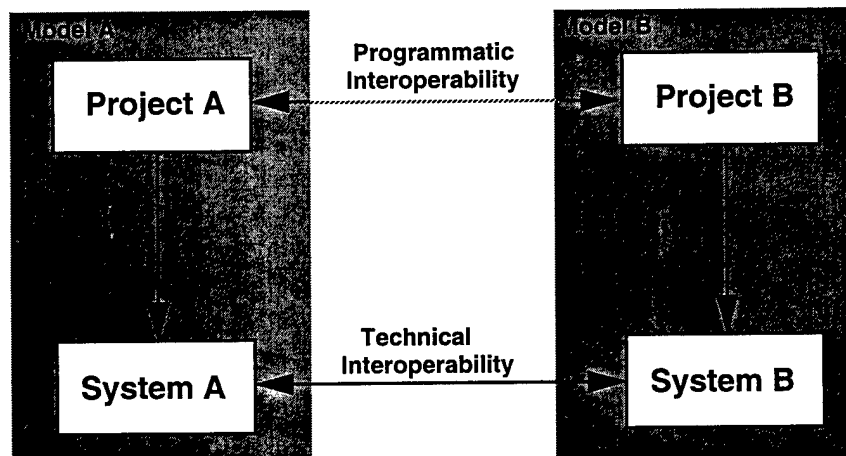 Model A
Model B
Programmatic
Interoperability
Project A
Project B
Technical
Interoperability
System A
System B